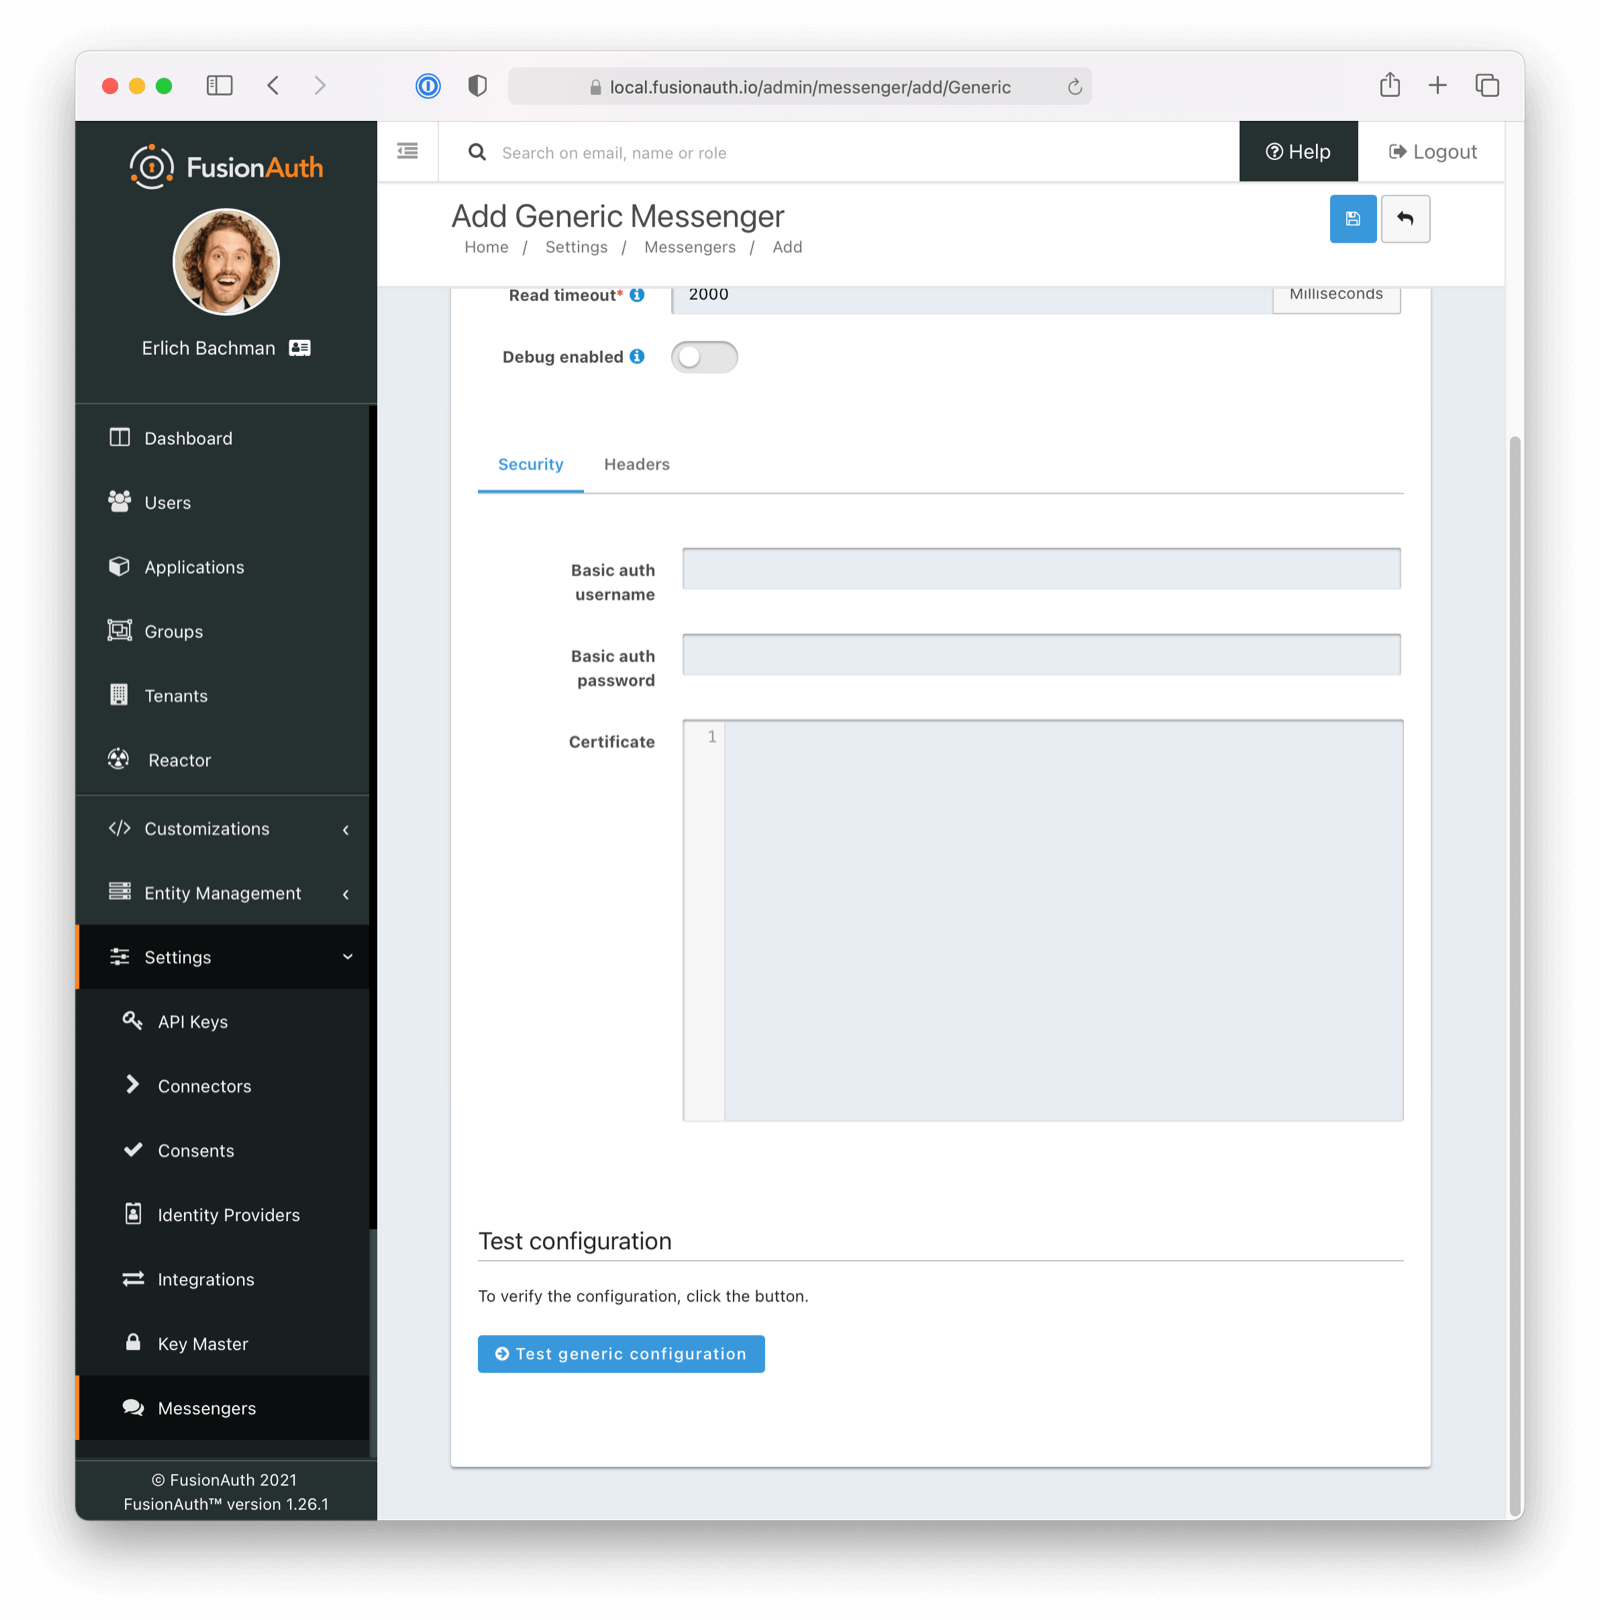 local.fusionauth.io/admin/messenger/add/Generic
FusionAuth
Erlich Bachman
Dashboard
Users
Applications
Groups
Tenants
Reactor
Customizations
Entity Management
Settings
API Keys
Connectors
Consents
Identity Providers
Integrations
Key Master
Messengers
© FusionAuth 2021
FusionAuth™ version 1.26.1
Search on email, name or role
Help
Logout
Add Generic Messenger
Home / Settings / Messengers / Add
Read timeout* 2000 Milliseconds
Debug enabled
Security Headers
Basic auth
username
Basic auth
password
Certificate
1
Test configuration
To verify the configuration, click the button.
Test generic configuration